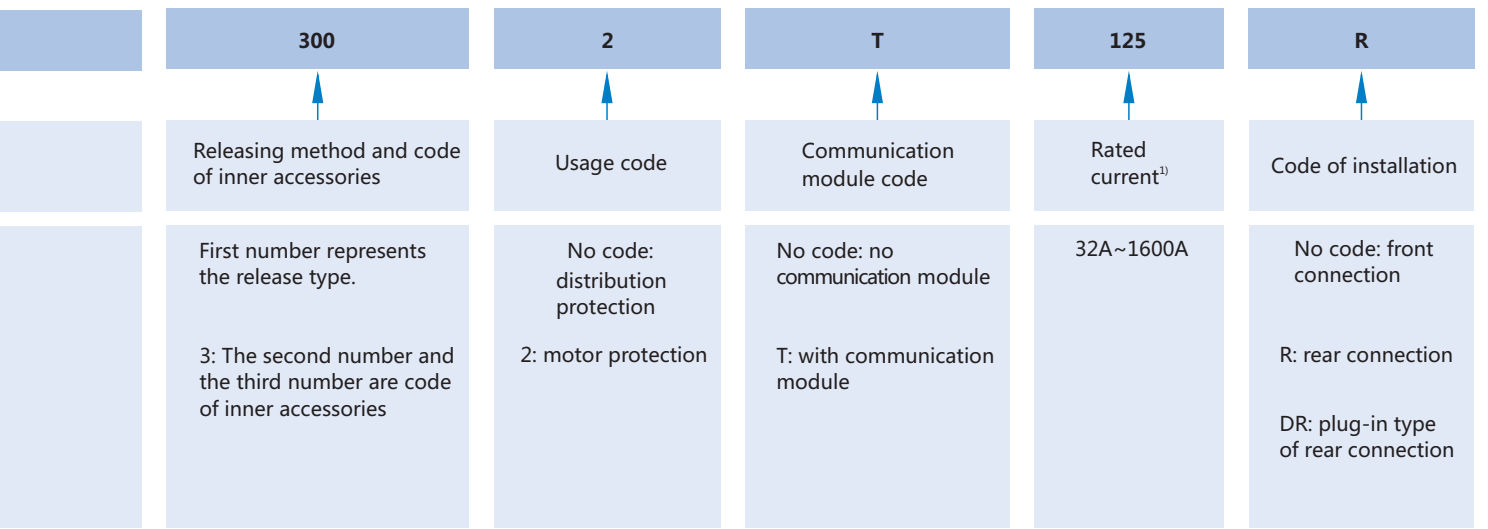 300
2
T
125
R
Releasing method and code
of inner accessories
Usage code
Communication
module code
Rated
current1)
Code of installation
First number represents
the release type.
3: The second number and
the third number are code
of inner accessories
No code:
distribution
protection
2: motor protection
No code: no
communication module
T: with communication
module
32A~1600A
No code: front
connection
R: rear connection
DR: plug-in type
of rear connection